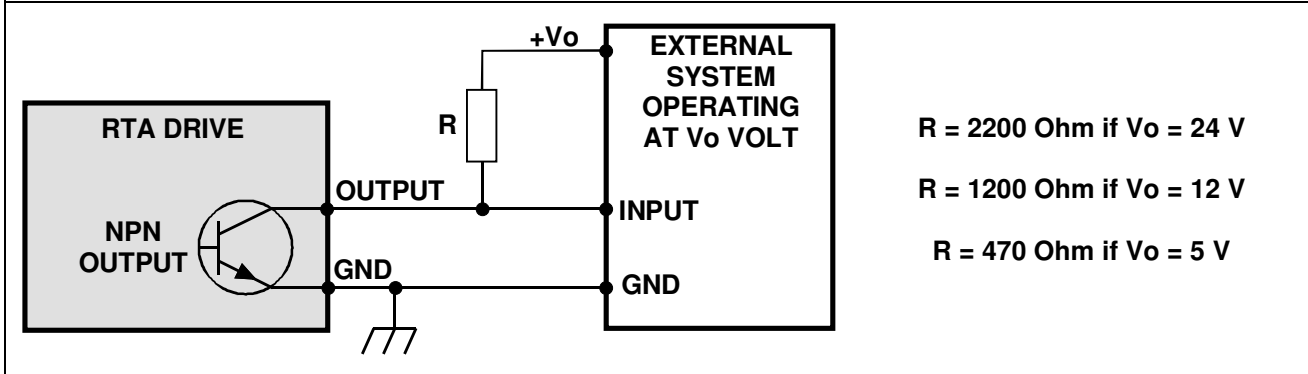 +Vo
EXTERNAL
SYSTEM
OPERATING
AT Vo VOLT
RTA DRIVE
R
R = 2200 Ohm if Vo = 24 V
OUTPUT
INPUT
R = 1200 Ohm if Vo = 12 V
NPN
OUTPUT
GND
GND
R = 470 Ohm if Vo = 5 V